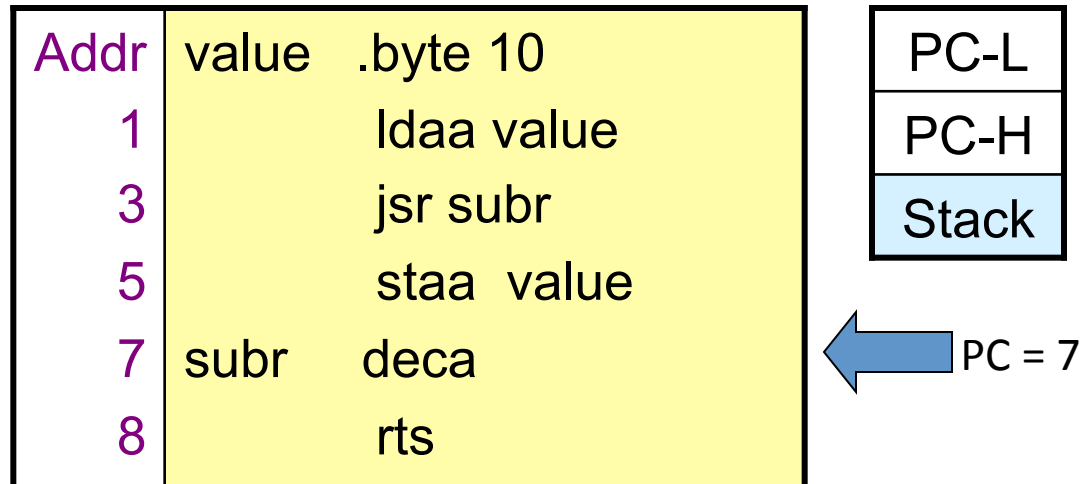 Addr value .byte 10
1 ldaa value
3 jsr subr
5 staa value
7 subr deca
8 rts
PC-L
PC-H
Stack
PC = 7